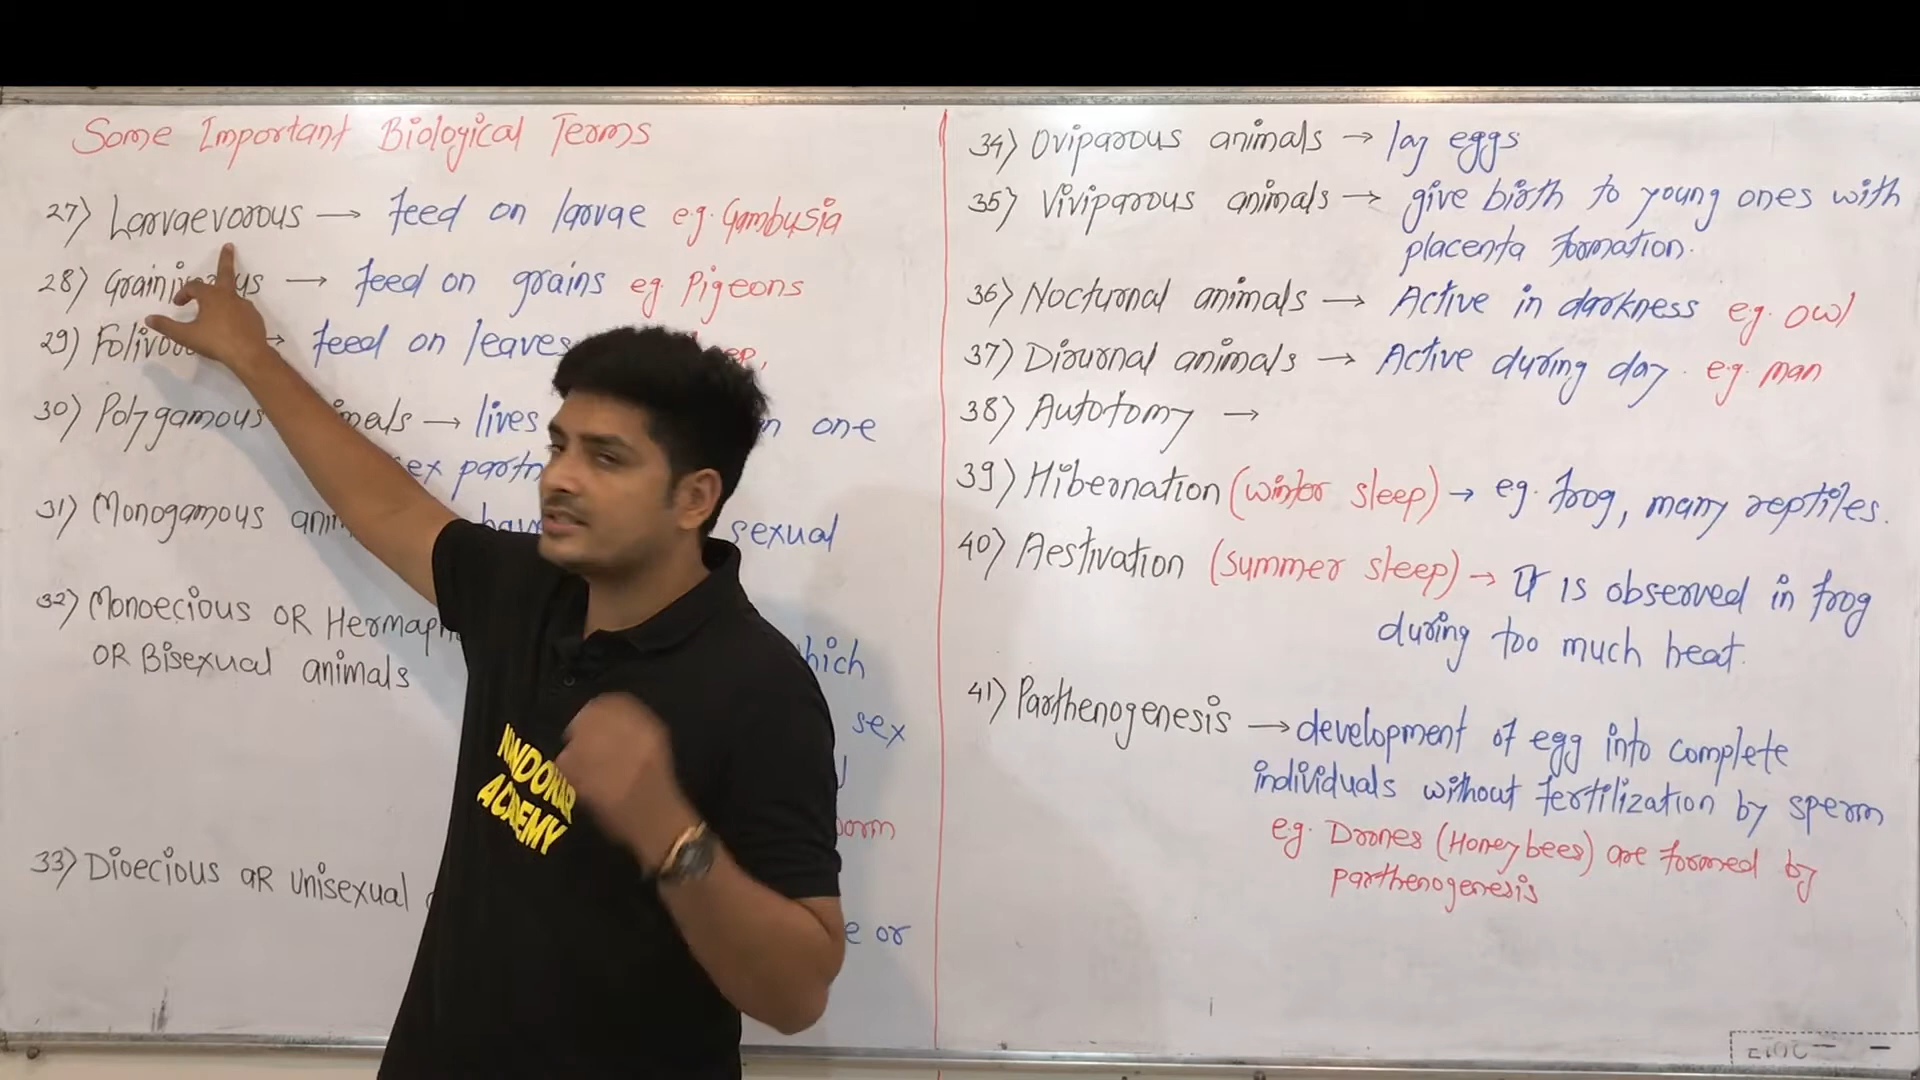 Some Important Biological Terms
27) Larvaevorous → feed on larvae e.g. Gambusia
28) → feed on grains eg. Pigeons
29) → feed on leaves
30) Polygamous → lives one
partn
31) Monogamous sexual
32) Monoecious OR
OR Bisexual animals
sex
33) Dioecious OR Unisexual
or
34) Oviparous animals → lay eggs
35) Viviparous animals → give birth to young ones with
placenta formation.
36) Nocturnal animals → Active in darkness e.g. owl
37) Diurunal animals → Active during day. e.g. man
38) Autotomy →
39) Hibernation (winter sleep) → eg. frog, many reptiles.
40) Aestivation (summer sleep) → It is observed in frog
during too much heat.
41) Parthenogenesis → development of egg into complete
individuals without fertilization by sperm
e.g. Drones (Honeybees) are formed by
parthenogenesis
ACADEMY